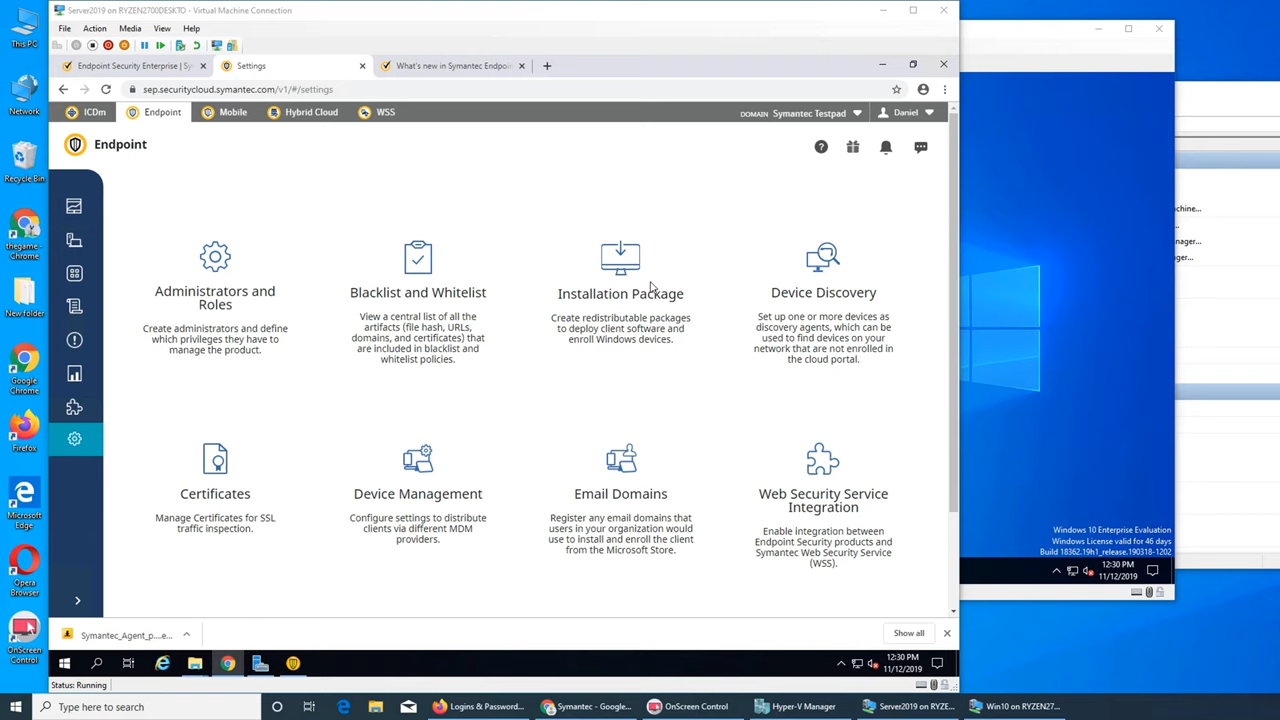 This PC
Network
Recycle Bin
thegame -
Chrome
New folder
Google
Chrome
Firefox
Microsoft
Edge
Opera
Browser
OnScreen
Control
Server2019 on RYZEN2700DESKTO - Virtual Machine Connection
File Action Media View Help
Endpoint Security Enterprise | Sy
Settings
What's new in Symantec Endpoin
sep.securitycloud.symantec.com/v1/#/settings
ICDm Endpoint Mobile Hybrid Cloud WSS
DOMAIN Symantec Testpad
Daniel
Endpoint
Administrators and
Roles
Create administrators and define
which privileges they have to
manage the product.
Blacklist and Whitelist
View a central list of all the
artifacts (file hash, URLs,
domains, and certificates) that
are included in blacklist and
whitelist policies.
Installation Package
Create redistributable packages
to deploy client software and
enroll Windows devices.
Device Discovery
Set up one or more devices as
discovery agents, which can be
used to find devices on your
network that are not enrolled in
the cloud portal.
Certificates
Manage Certificates for SSL
traffic inspection.
Device Management
Configure settings to distribute
clients via different MDM
providers.
Email Domains
Register any email domains that
users in your organization would
use to install and enroll the client
from the Microsoft Store.
Web Security Service
Integration
Enable integration between
Endpoint Security products and
Symantec Web Security Service
(WSS).
Symantec_Agent_p....e...
Show all
12:30 PM
11/12/2019
Status: Running
achine...
nager...
ger...
Windows 10 Enterprise Evaluation
Windows License valid for 46 days
Build 18362.19h1_release.190318-1202
12:30 PM
11/12/2019
Type here to search
Logins & Password...
Symantec - Google...
OnScreen Control
Hyper-V Manager
Server2019 on RYZE...
Win10 on RYZEN27...